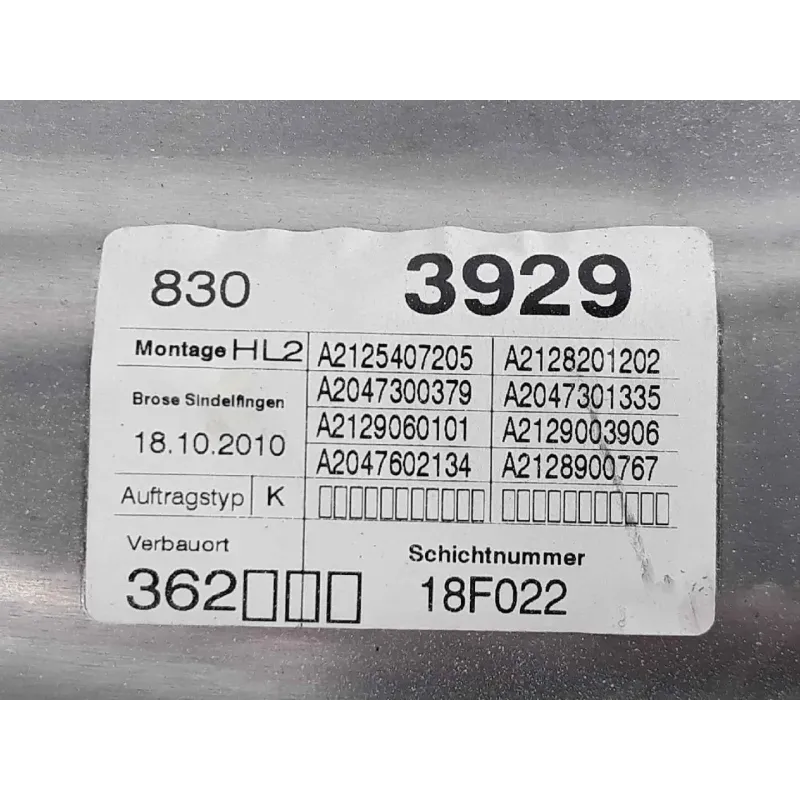 830 3929
Montage HL2 A2125407205 A2128201202
A2047300379 A2047301335
Brose Sindelfingen
A2129060101 A2129003906
18.10.2010
A2047602134 A2128900767
Auftragstyp K
Verbauort
Schichtnummer
362
18F022